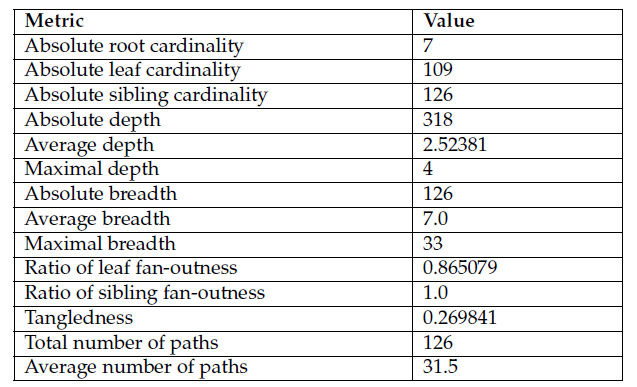 Metric Value
Absolute root cardinality 7
Absolute leaf cardinality 109
Absolute sibling cardinality 126
Absolute depth 318
Average depth 2.52381
Maximal depth 4
Absolute breadth 126
Average breadth 7.0
Maximal breadth 33
Ratio of leaf fan-outness 0.865079
Ratio of sibling fan-outness 1.0
Tangledness 0.269841
Total number of paths 126
Average number of paths 31.5